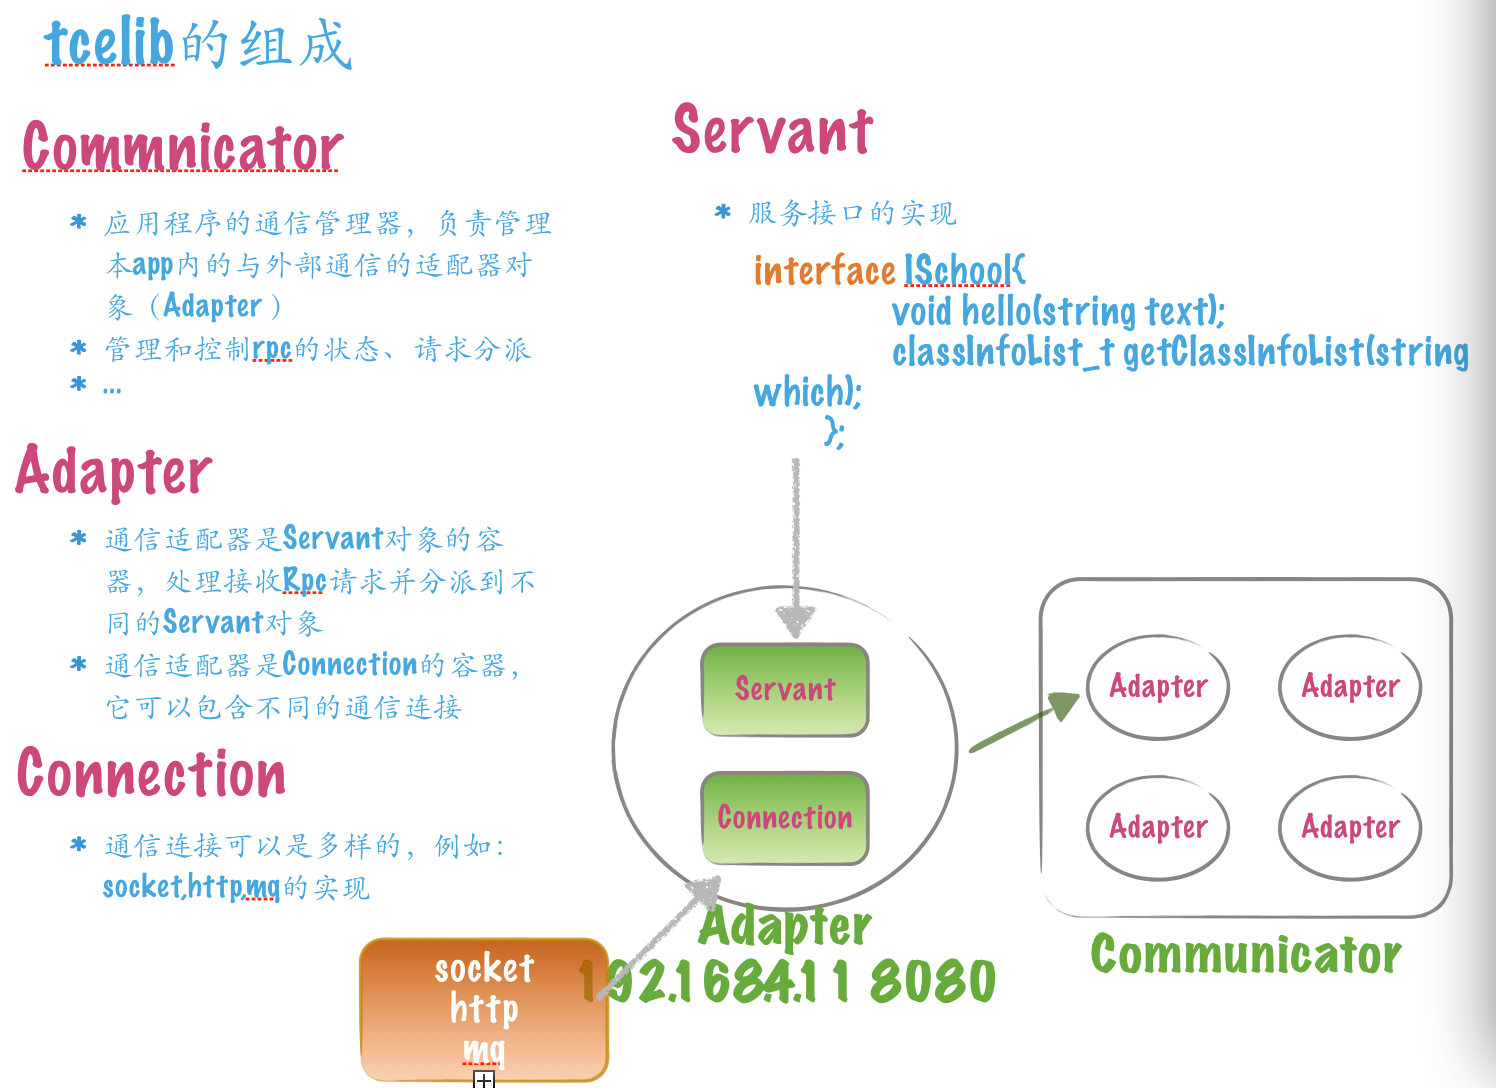 tcelib的组成
Commnicator
* 应用程序的通信管理器，负责管理
本app内的与外部通信的适配器对
象（Adapter ）
* 管理和控制rpc的状态、请求分派
* ...
Adapter
* 通信适配器是Servant对象的容
器，处理接收Rpc请求并分派到不
同的Servant对象
* 通信适配器是Connection的容器，
它可以包含不同的通信连接
Connection
* 通信连接可以是多样的，例如：
socket,http,mq的实现
Servant
* 服务接口的实现
interface ISchool{
void hello(string text);
classInfoList_t getClassInfoList(string
which);
};
Servant
Connection
Adapter
192.168.4.11 8080
socket
http
mq
Adapter
Adapter
Adapter
Adapter
Communicator